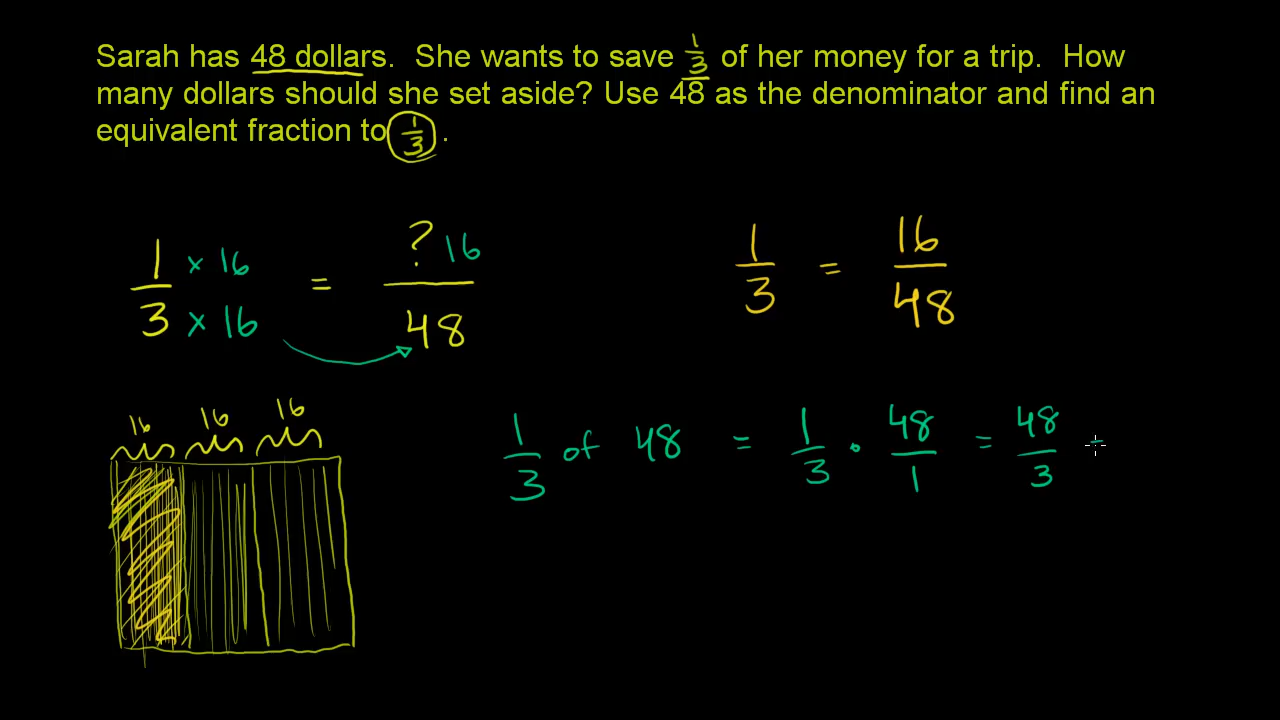 Sarah has 48 dollars. She wants to save 1/3 of her money for a trip. How
many dollars should she set aside? Use 48 as the denominator and find an
equivalent fraction to 1/3.
1 × 16 / 3 × 16 = ? 16 / 48
1/3 = 16/48
16 16 16
1/3 of 48 = 1/3 · 48/1 = 48/3